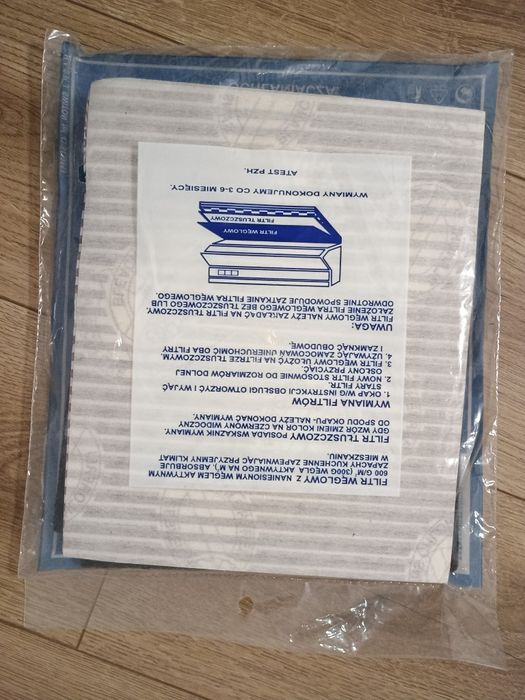 FILTR WĘGLOWY Z NANIESIONYM WĘGLEM AKTYWNYM
600 G/M² (300G WĘGLA AKTYWNEGO NA M²), ABSORBUJE
ZAPACHY KUCHENNE ZAPEWNIAJĄC PRZYJEMNY KLIMAT
W MIESZKANIU.
FILTR TŁUSZCZOWY POSIADA WSKAŹNIK WYMIANY,
GDY WZÓR ZMIENI KOLOR NA CZERWONY WIDOCZNY
OD SPODU OKAPU- NALEŻY DOKONAĆ WYMIANY.
WYMIANA FILTRÓW
1. OKAP WG INSTRUKCJI OBSŁUGI OTWORZYĆ I WYJĄĆ
STARY FILTR.
2. NOWY FILTR STOSOWNIE DO ROZMIARÓW DOLNEJ
OSŁONY PRZYCIĄĆ.
3. FILTR WĘGLOWY UŁOŻYĆ NA FILTRZE TŁUSZCZOWYM.
4. UŻYWAJĄC ZAMOCOWAŃ UNIERUCHOMIĆ OBA FILTRY
I ZAMKNĄĆ OBUDOWĘ.
UWAGA:
FILTR WĘGLOWY NALEŻY ZAKŁADAĆ NA FILTR TŁUSZCZOWY.
ZAŁOŻENIE FILTRA WĘGLOWEGO BEZ TŁUSZCZOWEGO LUB
ODWROTNIE SPOWODUJE ZATKANIE FILTRA WĘGLOWEGO.
FILTR WĘGLOWY
FILTR TŁUSZCZOWY
WYMIANY DOKONUJEMY CO 3-6 MIESIĘCY.
ATEST PZH.